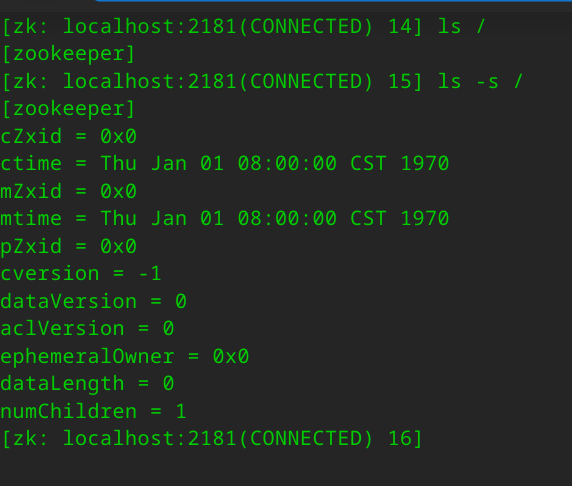 [zk: localhost:2181(CONNECTED) 14] ls /
[zookeeper]
[zk: localhost:2181(CONNECTED) 15] ls -s /
[zookeeper]
cZxid = 0x0
ctime = Thu Jan 01 08:00:00 CST 1970
mZxid = 0x0
mtime = Thu Jan 01 08:00:00 CST 1970
pZxid = 0x0
cversion = -1
dataVersion = 0
aclVersion = 0
ephemeralOwner = 0x0
dataLength = 0
numChildren = 1
[zk: localhost:2181(CONNECTED) 16]